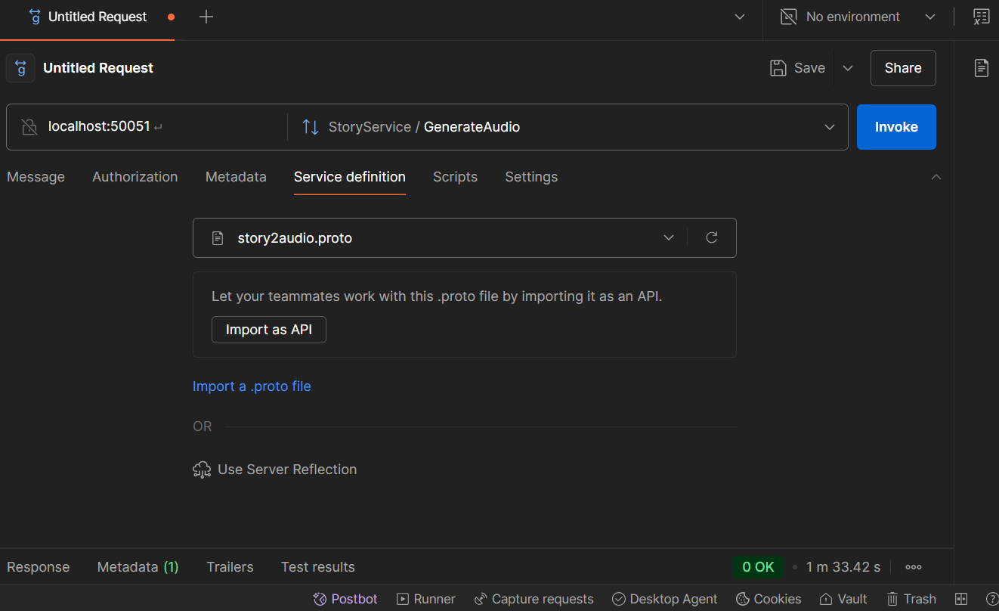 Untitled Request
No environment
Untitled Request
Save
Share
localhost:50051
StoryService / GenerateAudio
Invoke
Message Authorization Metadata Service definition Scripts Settings
story2audio.proto
Let your teammates work with this .proto file by importing it as an API.
Import as API
Import a .proto file
OR
Use Server Reflection
Response Metadata (1) Trailers Test results 0 OK 1 m 33.42 s
Postbot Runner Capture requests Desktop Agent Cookies Vault Trash